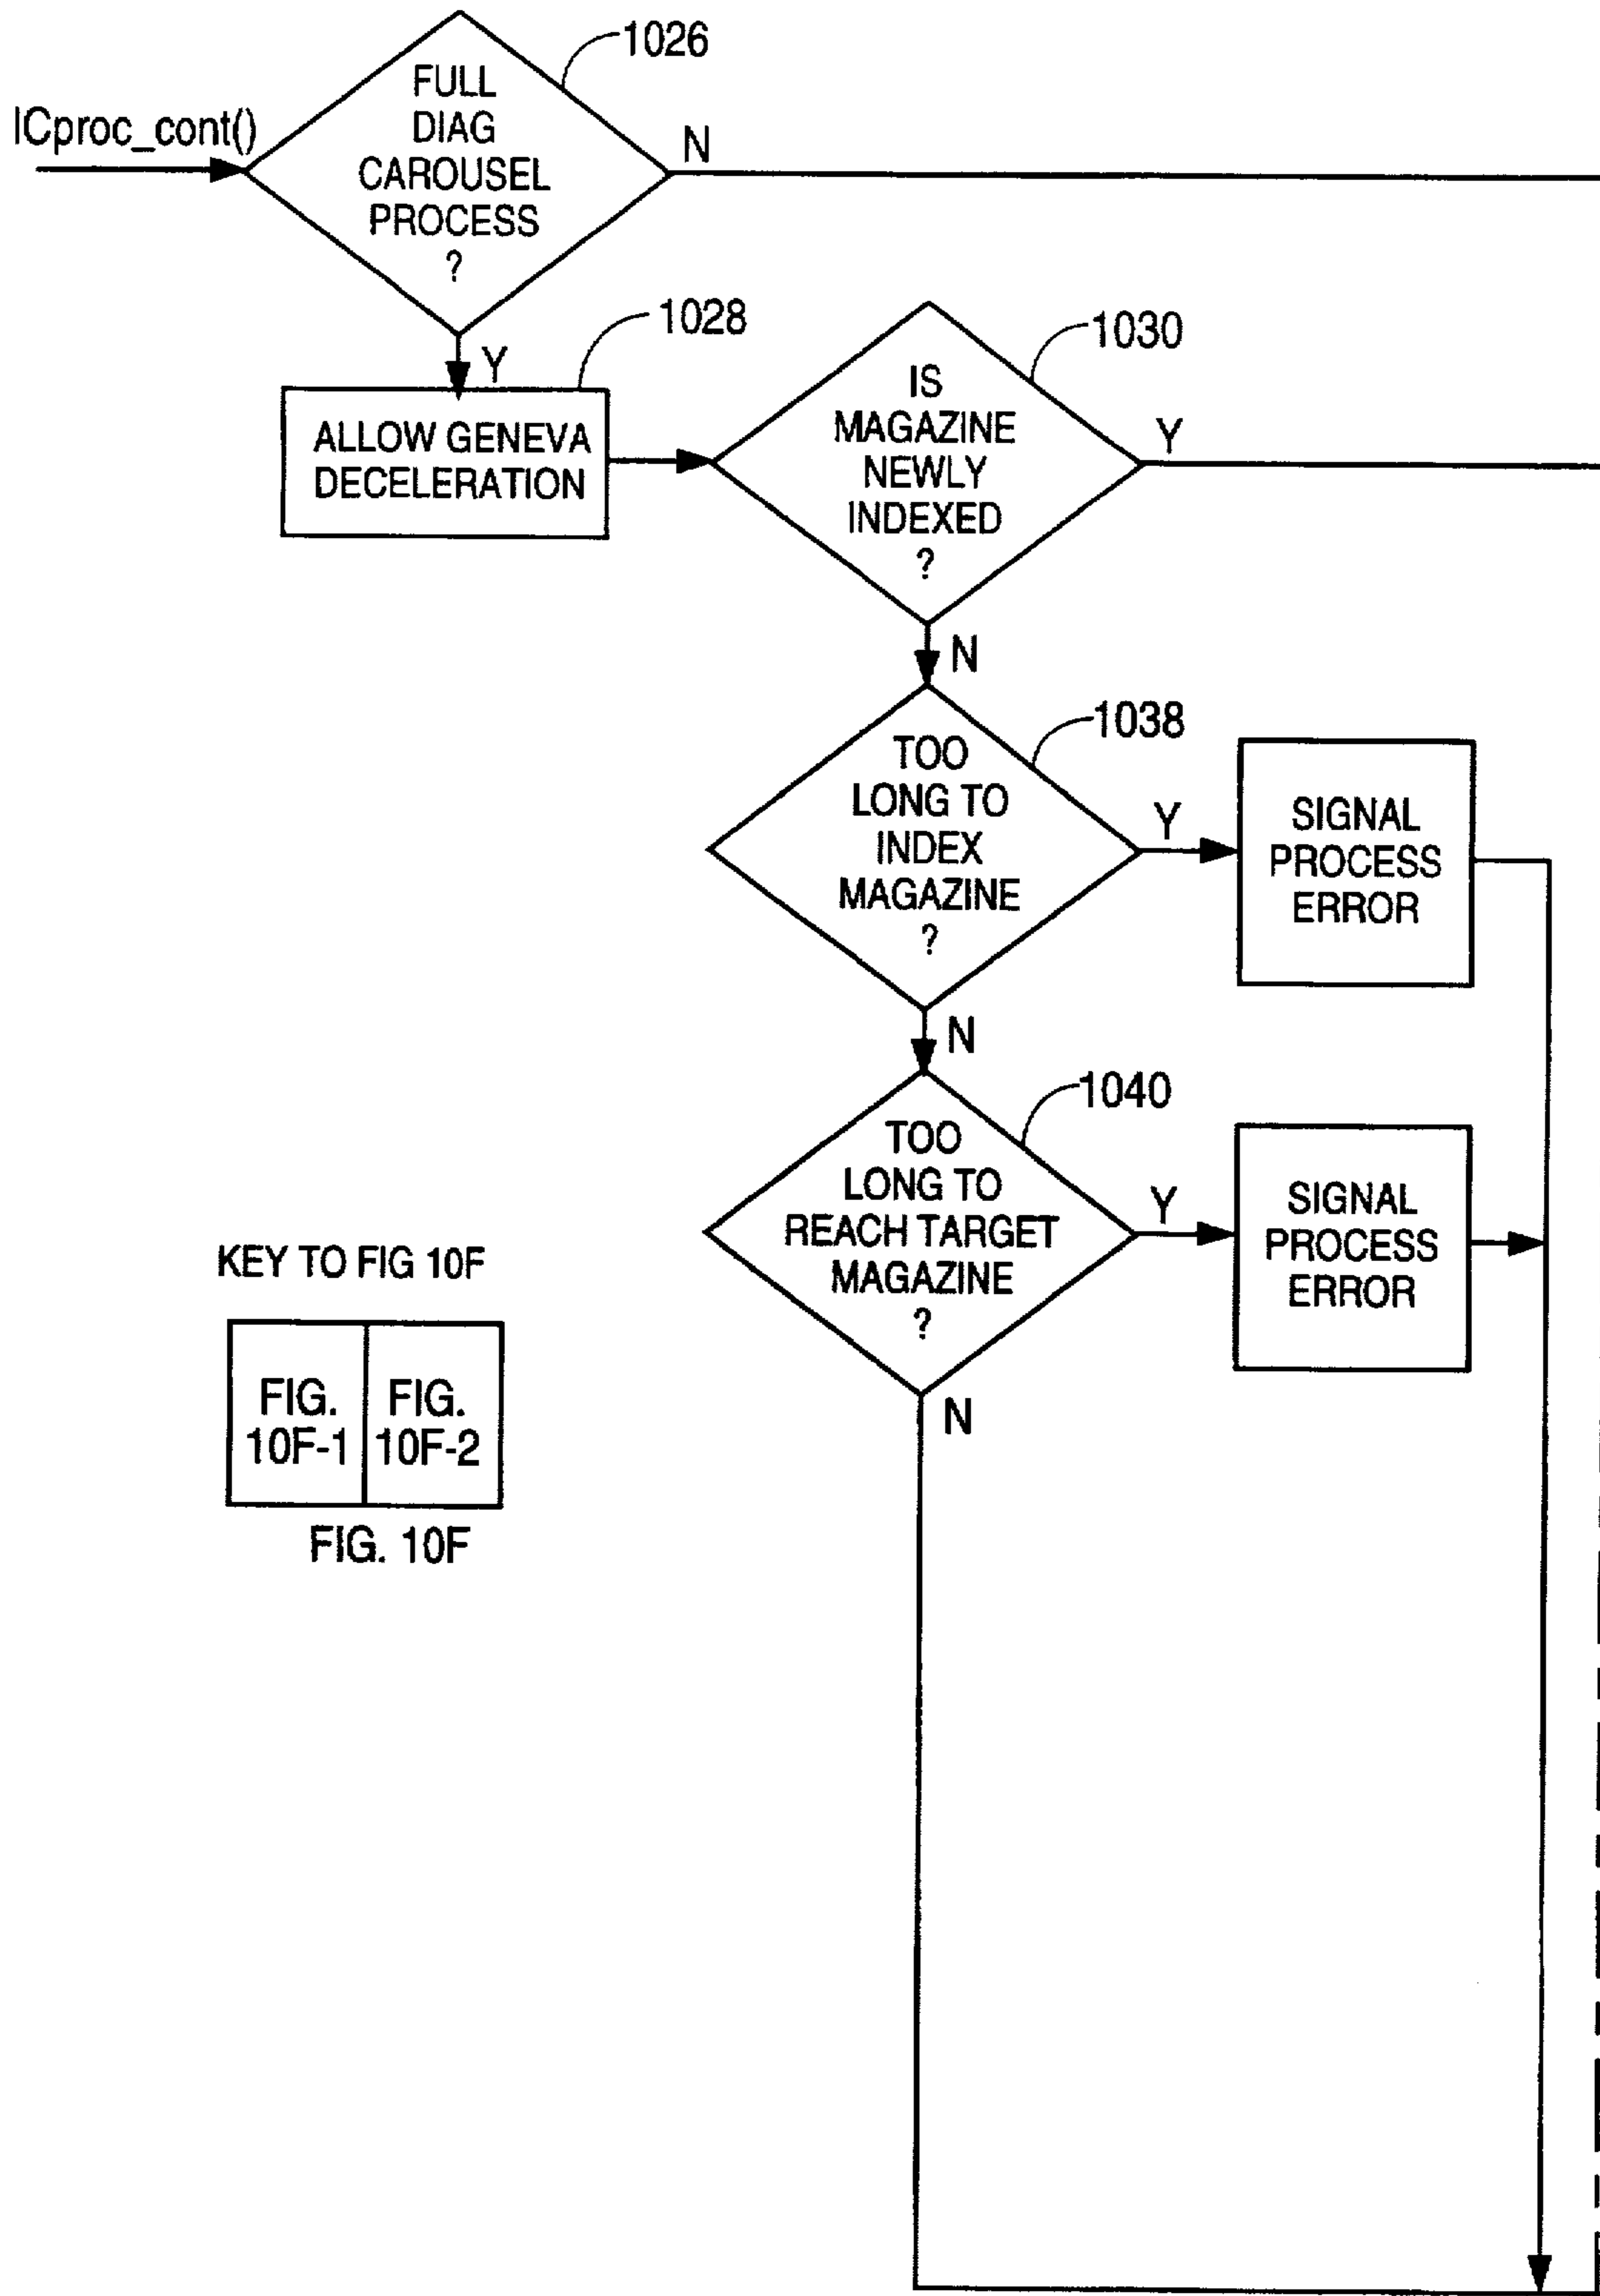 1026
FULL
DIAG
CAROUSEL
PROCESS
?
ICproc_cont()
N
Y
1028
ALLOW GENEVA
DECELERATION
1030
IS
MAGAZINE
NEWLY
INDEXED
?
Y
N
1038
TOO
LONG TO
INDEX
MAGAZINE
?
Y
SIGNAL
PROCESS
ERROR
N
1040
TOO
LONG TO
REACH TARGET
MAGAZINE
?
Y
SIGNAL
PROCESS
ERROR
N
KEY TO FIG 10F
FIG.
10F-1
FIG.
10F-2
FIG. 10F